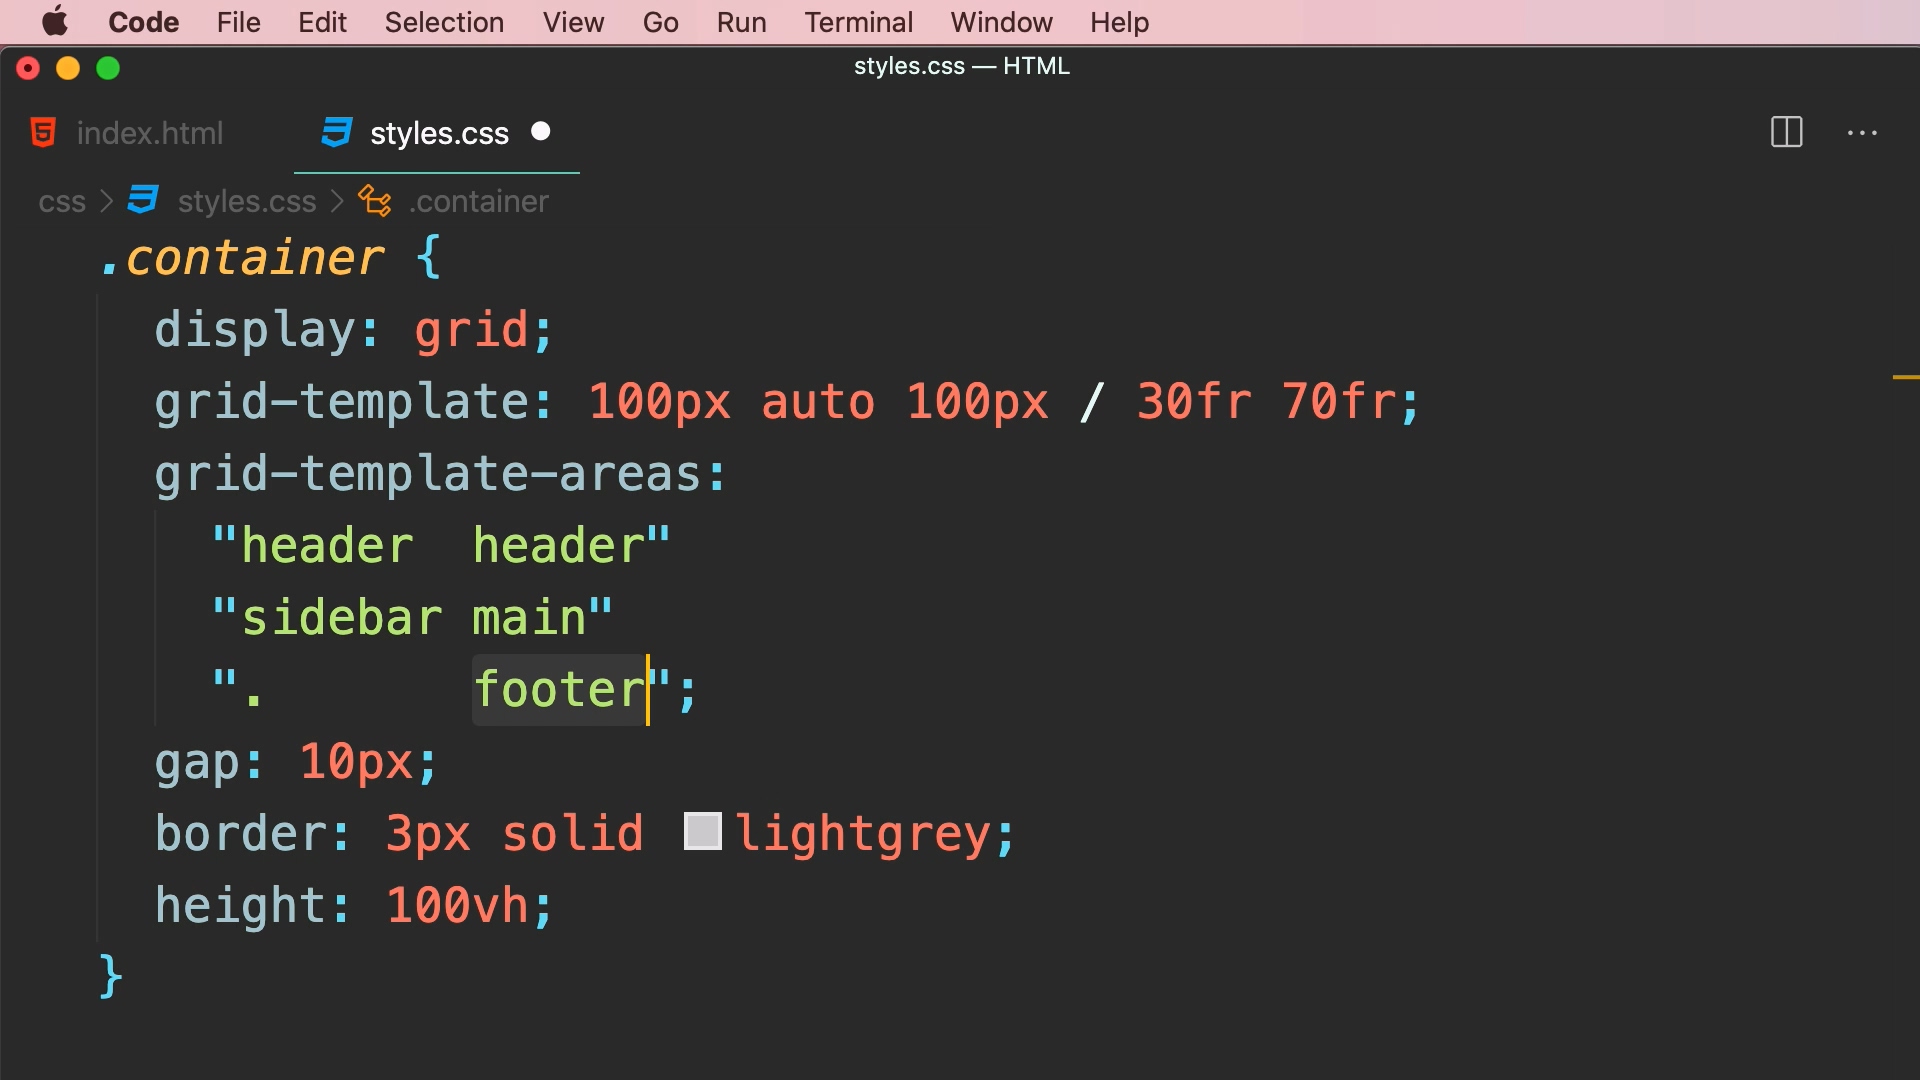 Code File Edit Selection View Go Run Terminal Window Help
styles.css — HTML
index.html styles.css
css > styles.css > .container
.container {
display: grid;
grid-template: 100px auto 100px / 30fr 70fr;
grid-template-areas:
"header  header"
"sidebar main"
".       footer";
gap: 10px;
border: 3px solid lightgrey;
height: 100vh;
}